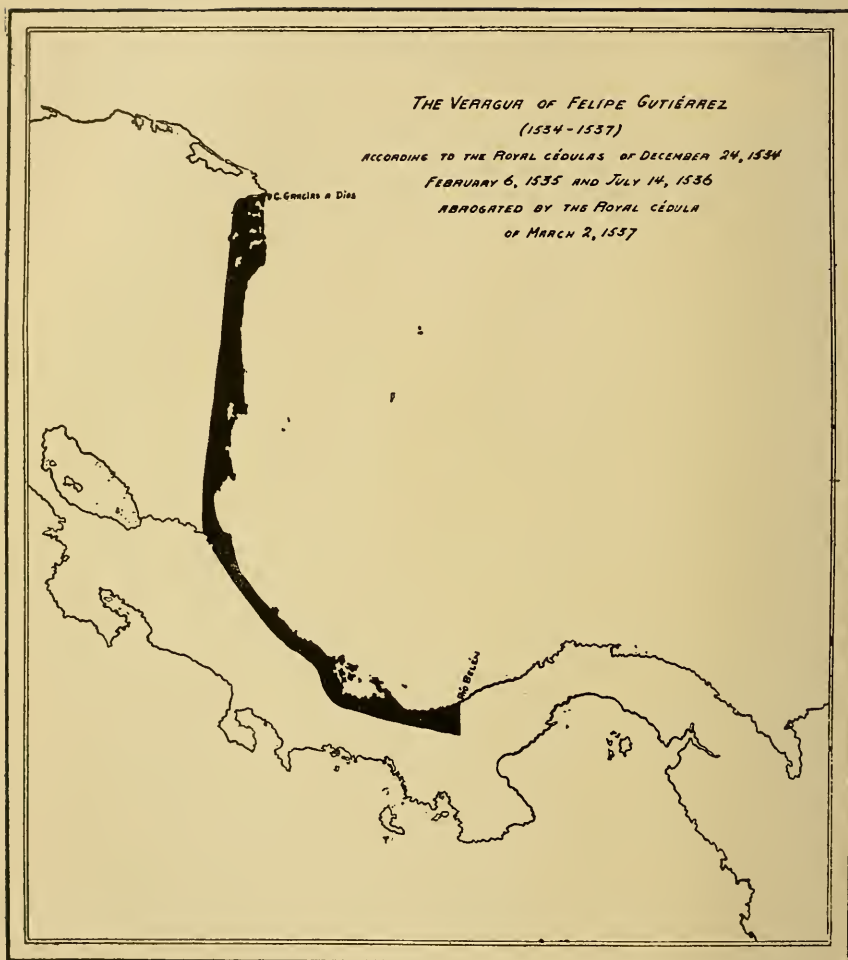 THE VERAGUA OF FELIPE GUTIÉRREZ
(1534-1537)
ACCORDING TO THE ROYAL CÉDULAS OF DECEMBER 24, 1534
FEBRUARY 6, 1535 AND JULY 14, 1536
ABROGATED BY THE ROYAL CÉDULA
OF MARCH 2, 1537
C. GRACIAS A DIOS
RIO BELÉN